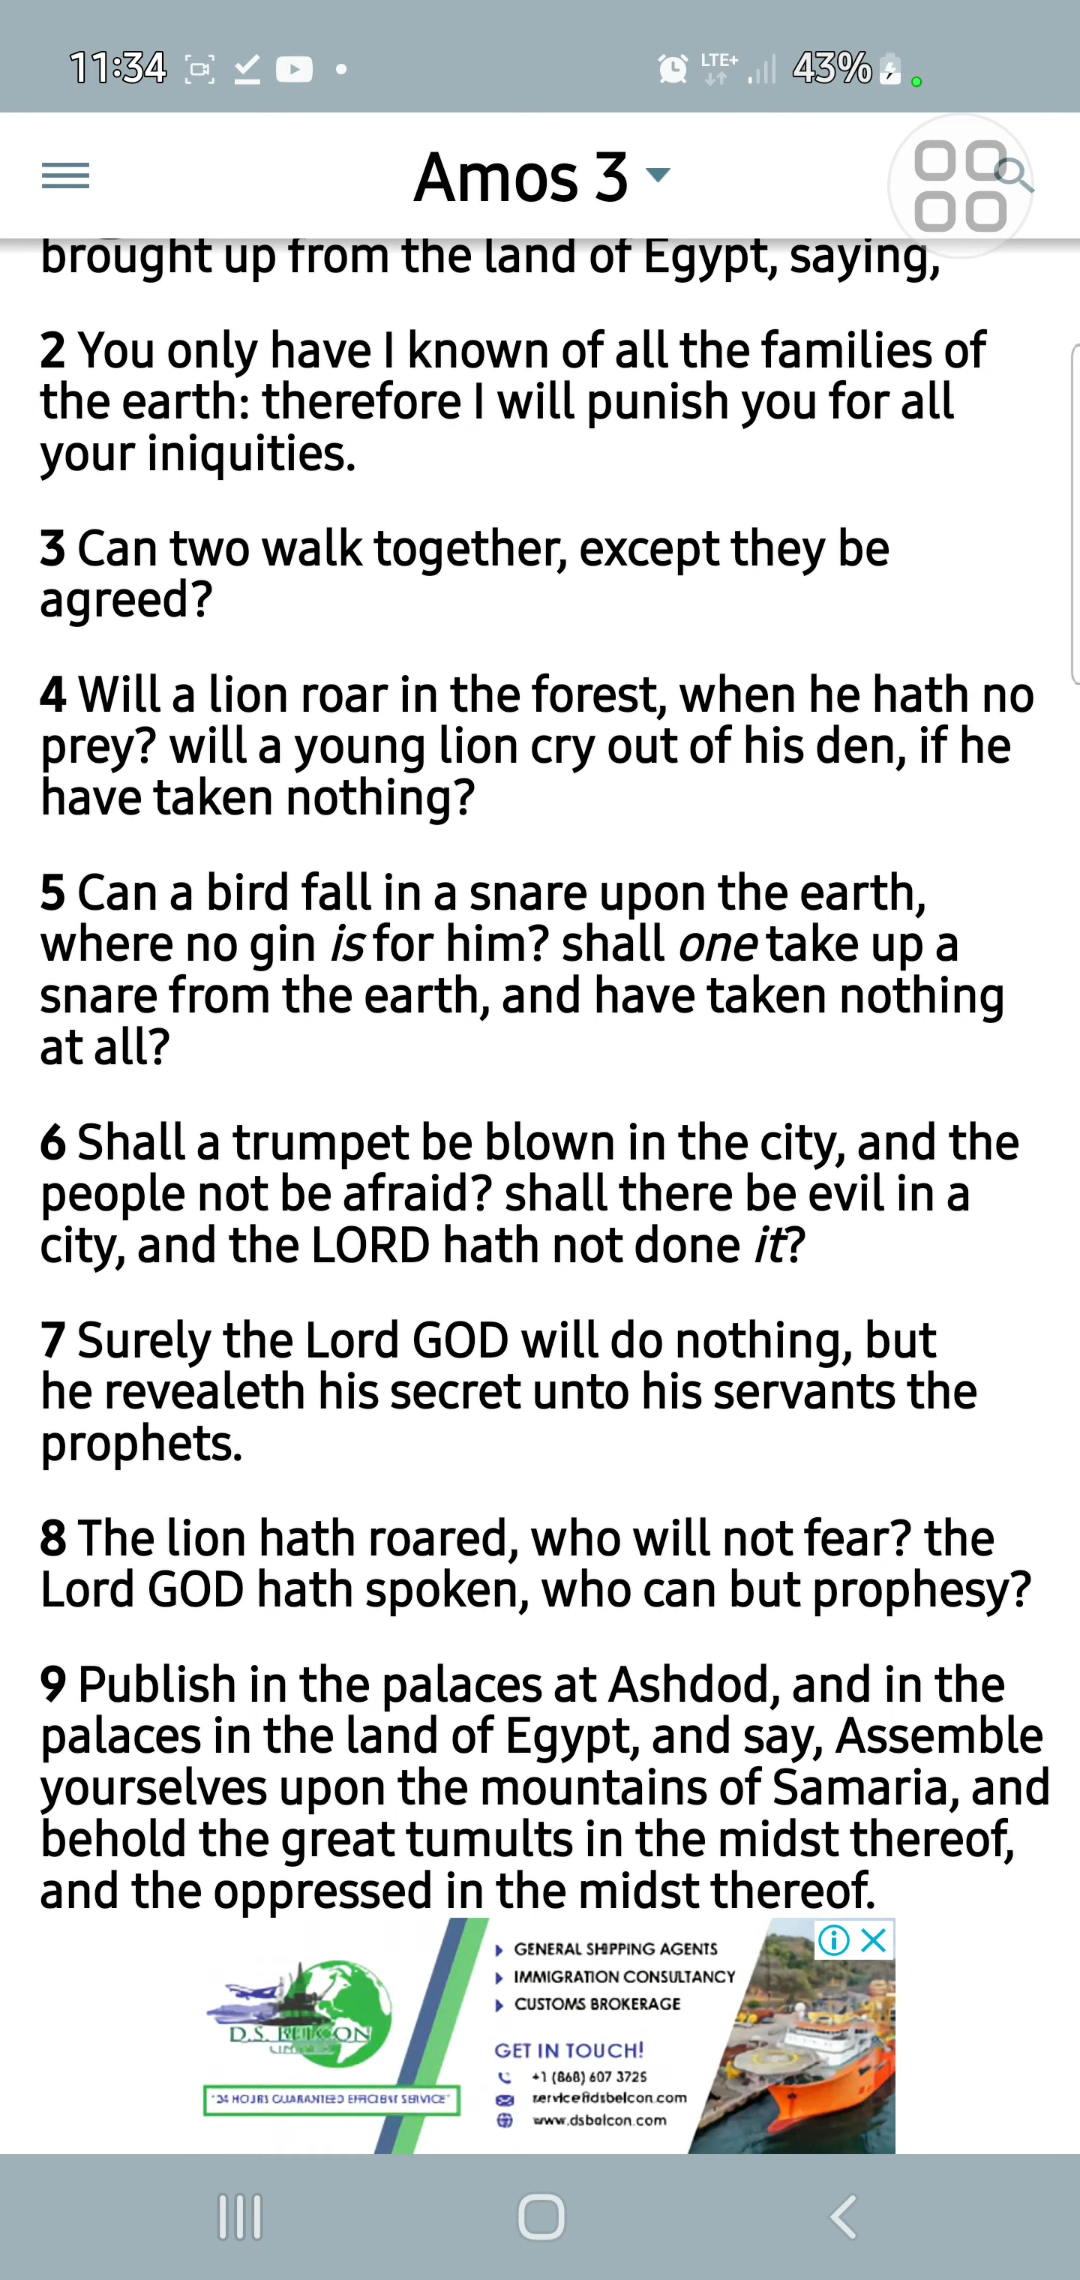 11:34
LTE+
43%
Amos 3
brought up from the land of Egypt, saying,
2 You only have I known of all the families of
the earth: therefore I will punish you for all
your iniquities.
3 Can two walk together, except they be
agreed?
4 Will a lion roar in the forest, when he hath no
prey? will a young lion cry out of his den, if he
have taken nothing?
5 Can a bird fall in a snare upon the earth,
where no gin is for him? shall one take up a
snare from the earth, and have taken nothing
at all?
6 Shall a trumpet be blown in the city, and the
people not be afraid? shall there be evil in a
city, and the LORD hath not done it?
7 Surely the Lord GOD will do nothing, but
he revealeth his secret unto his servants the
prophets.
8 The lion hath roared, who will not fear? the
Lord GOD hath spoken, who can but prophesy?
9 Publish in the palaces at Ashdod, and in the
palaces in the land of Egypt, and say, Assemble
yourselves upon the mountains of Samaria, and
behold the great tumults in the midst thereof,
and the oppressed in the midst thereof.
D.S. BELCON
"24 HOURS GUARANTEED EFFICIENT SERVICE"
GENERAL SHIPPING AGENTS
IMMIGRATION CONSULTANCY
CUSTOMS BROKERAGE
GET IN TOUCH!
+1 (868) 607 3725
www.dsbelcon.com